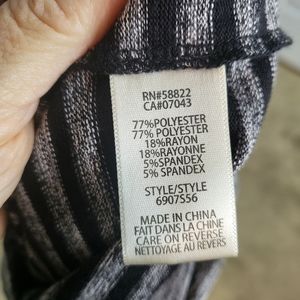 RN#58822
CA#07043
77%POLYESTER
77% POLYESTER
18%RAYON
18%RAYONNE
5%SPANDEX
5% SPANDEX
STYLE/STYLE
6907S56
MADE IN CHINA
FAIT DANS LA CHINE
CARE ON REVERSE
NETTOYAGE AU REVERS